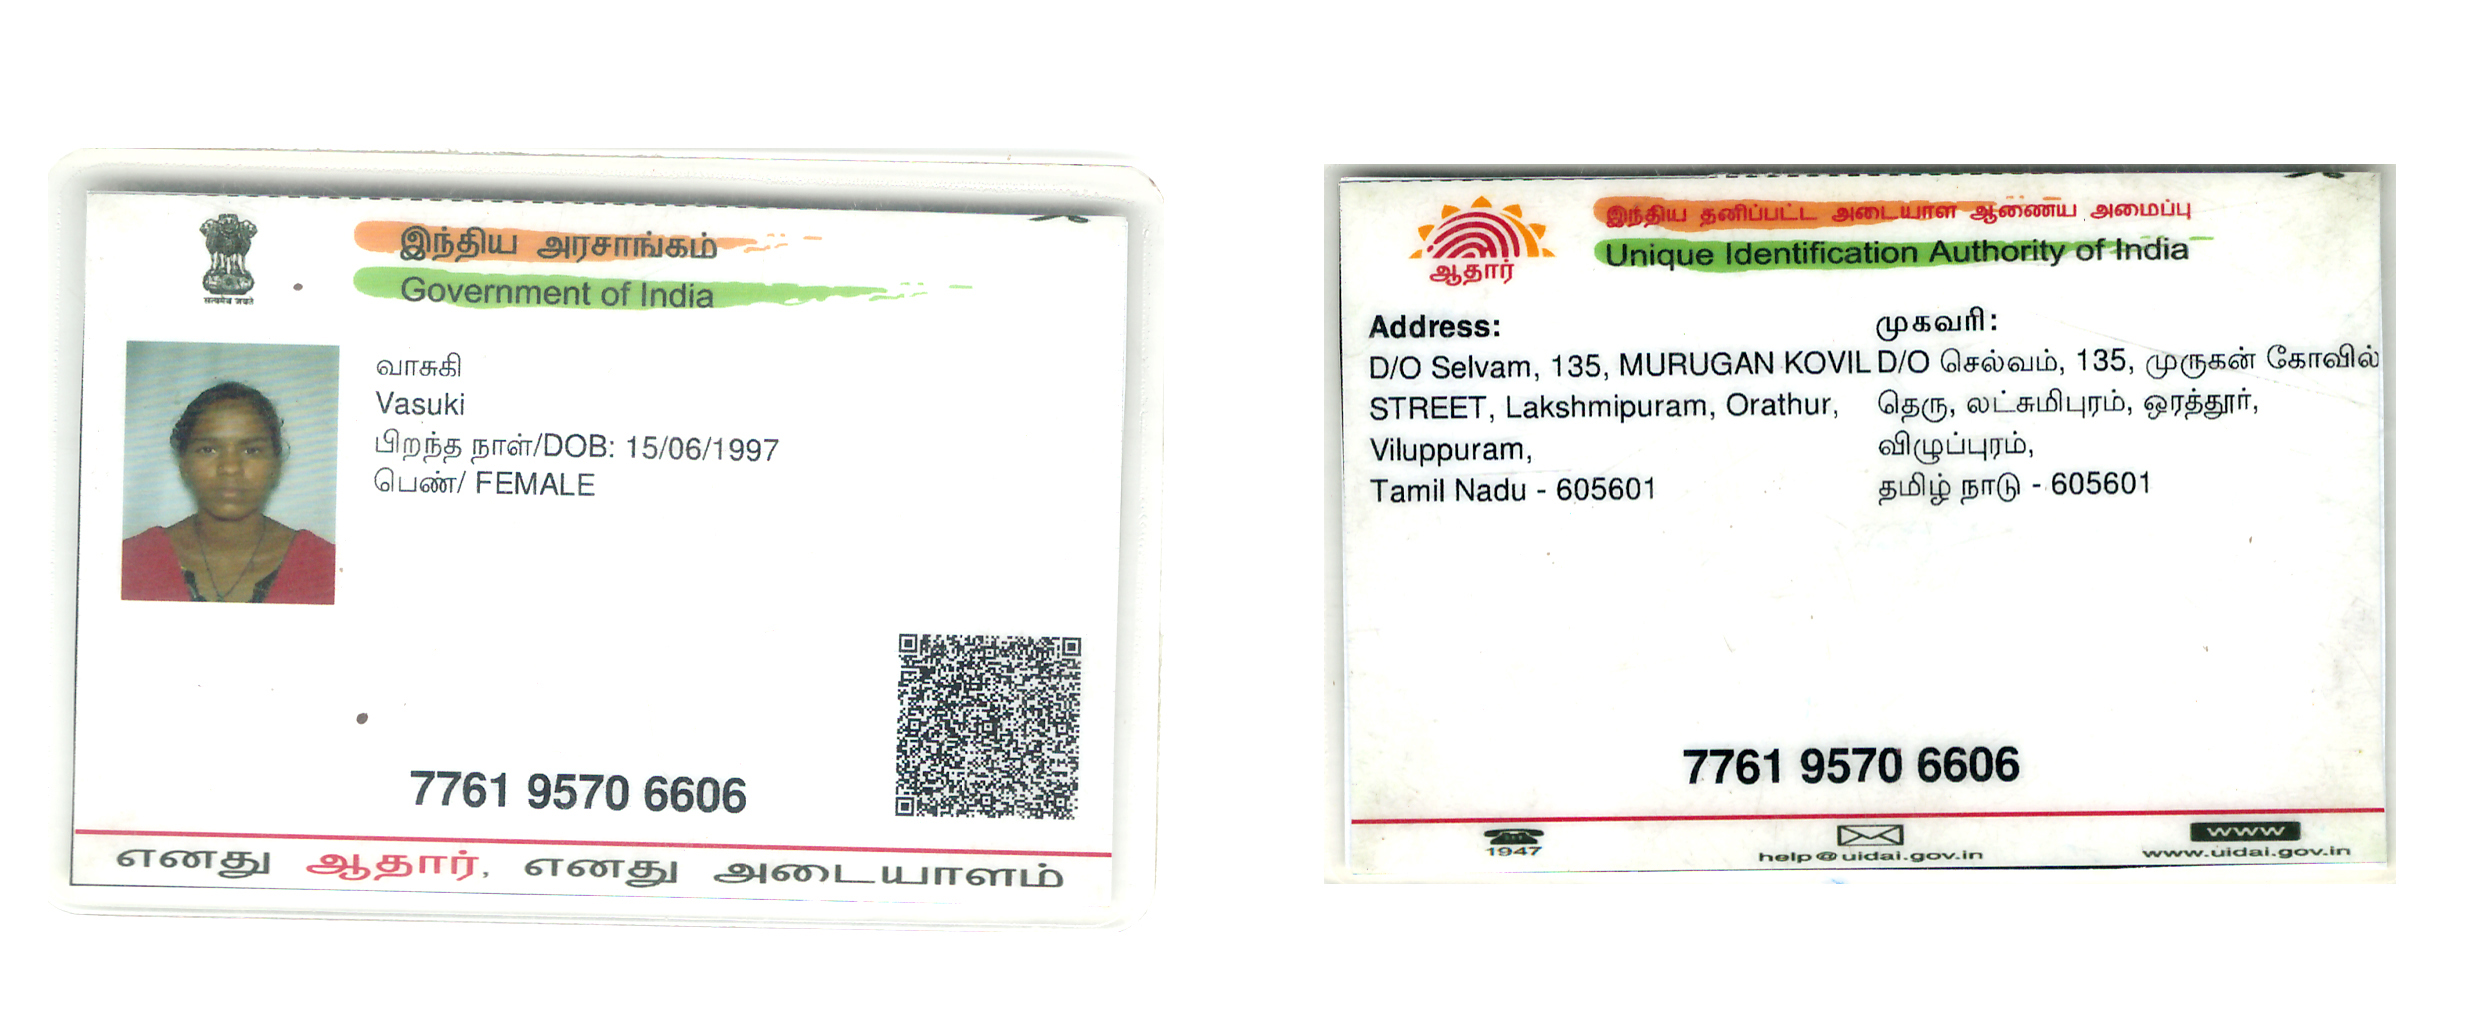 இந்திய அரசாங்கம்
Government of India
सत्यमेव जयते
வாசுகி
Vasuki
பிறந்த நாள்/DOB: 15/06/1997
பெண்/ FEMALE
7761 9570 6606
எனது ஆதார், எனது அடையாளம்
இந்திய தனிப்பட்ட அடையாள ஆணைய அமைப்பு
Unique Identification Authority of India
ஆதார்
Address:
D/O Selvam, 135, MURUGAN KOVIL
STREET, Lakshmipuram, Orathur,
Viluppuram,
Tamil Nadu - 605601
முகவரி:
D/O செல்வம், 135, முருகன் கோவில்
தெரு, லட்சுமிபுரம், ஒரத்தூர்,
விழுப்புரம்,
தமிழ் நாடு - 605601
7761 9570 6606
1947
help@uidai.gov.in
www
www.uidai.gov.in